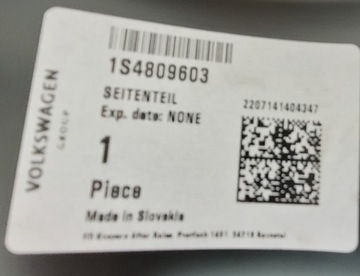 1S4809603
SEITENTEIL
Exp. date: NONE
2207141404347
1
Piece
Made in Slovakia
VOLKSWAGEN
GROUP